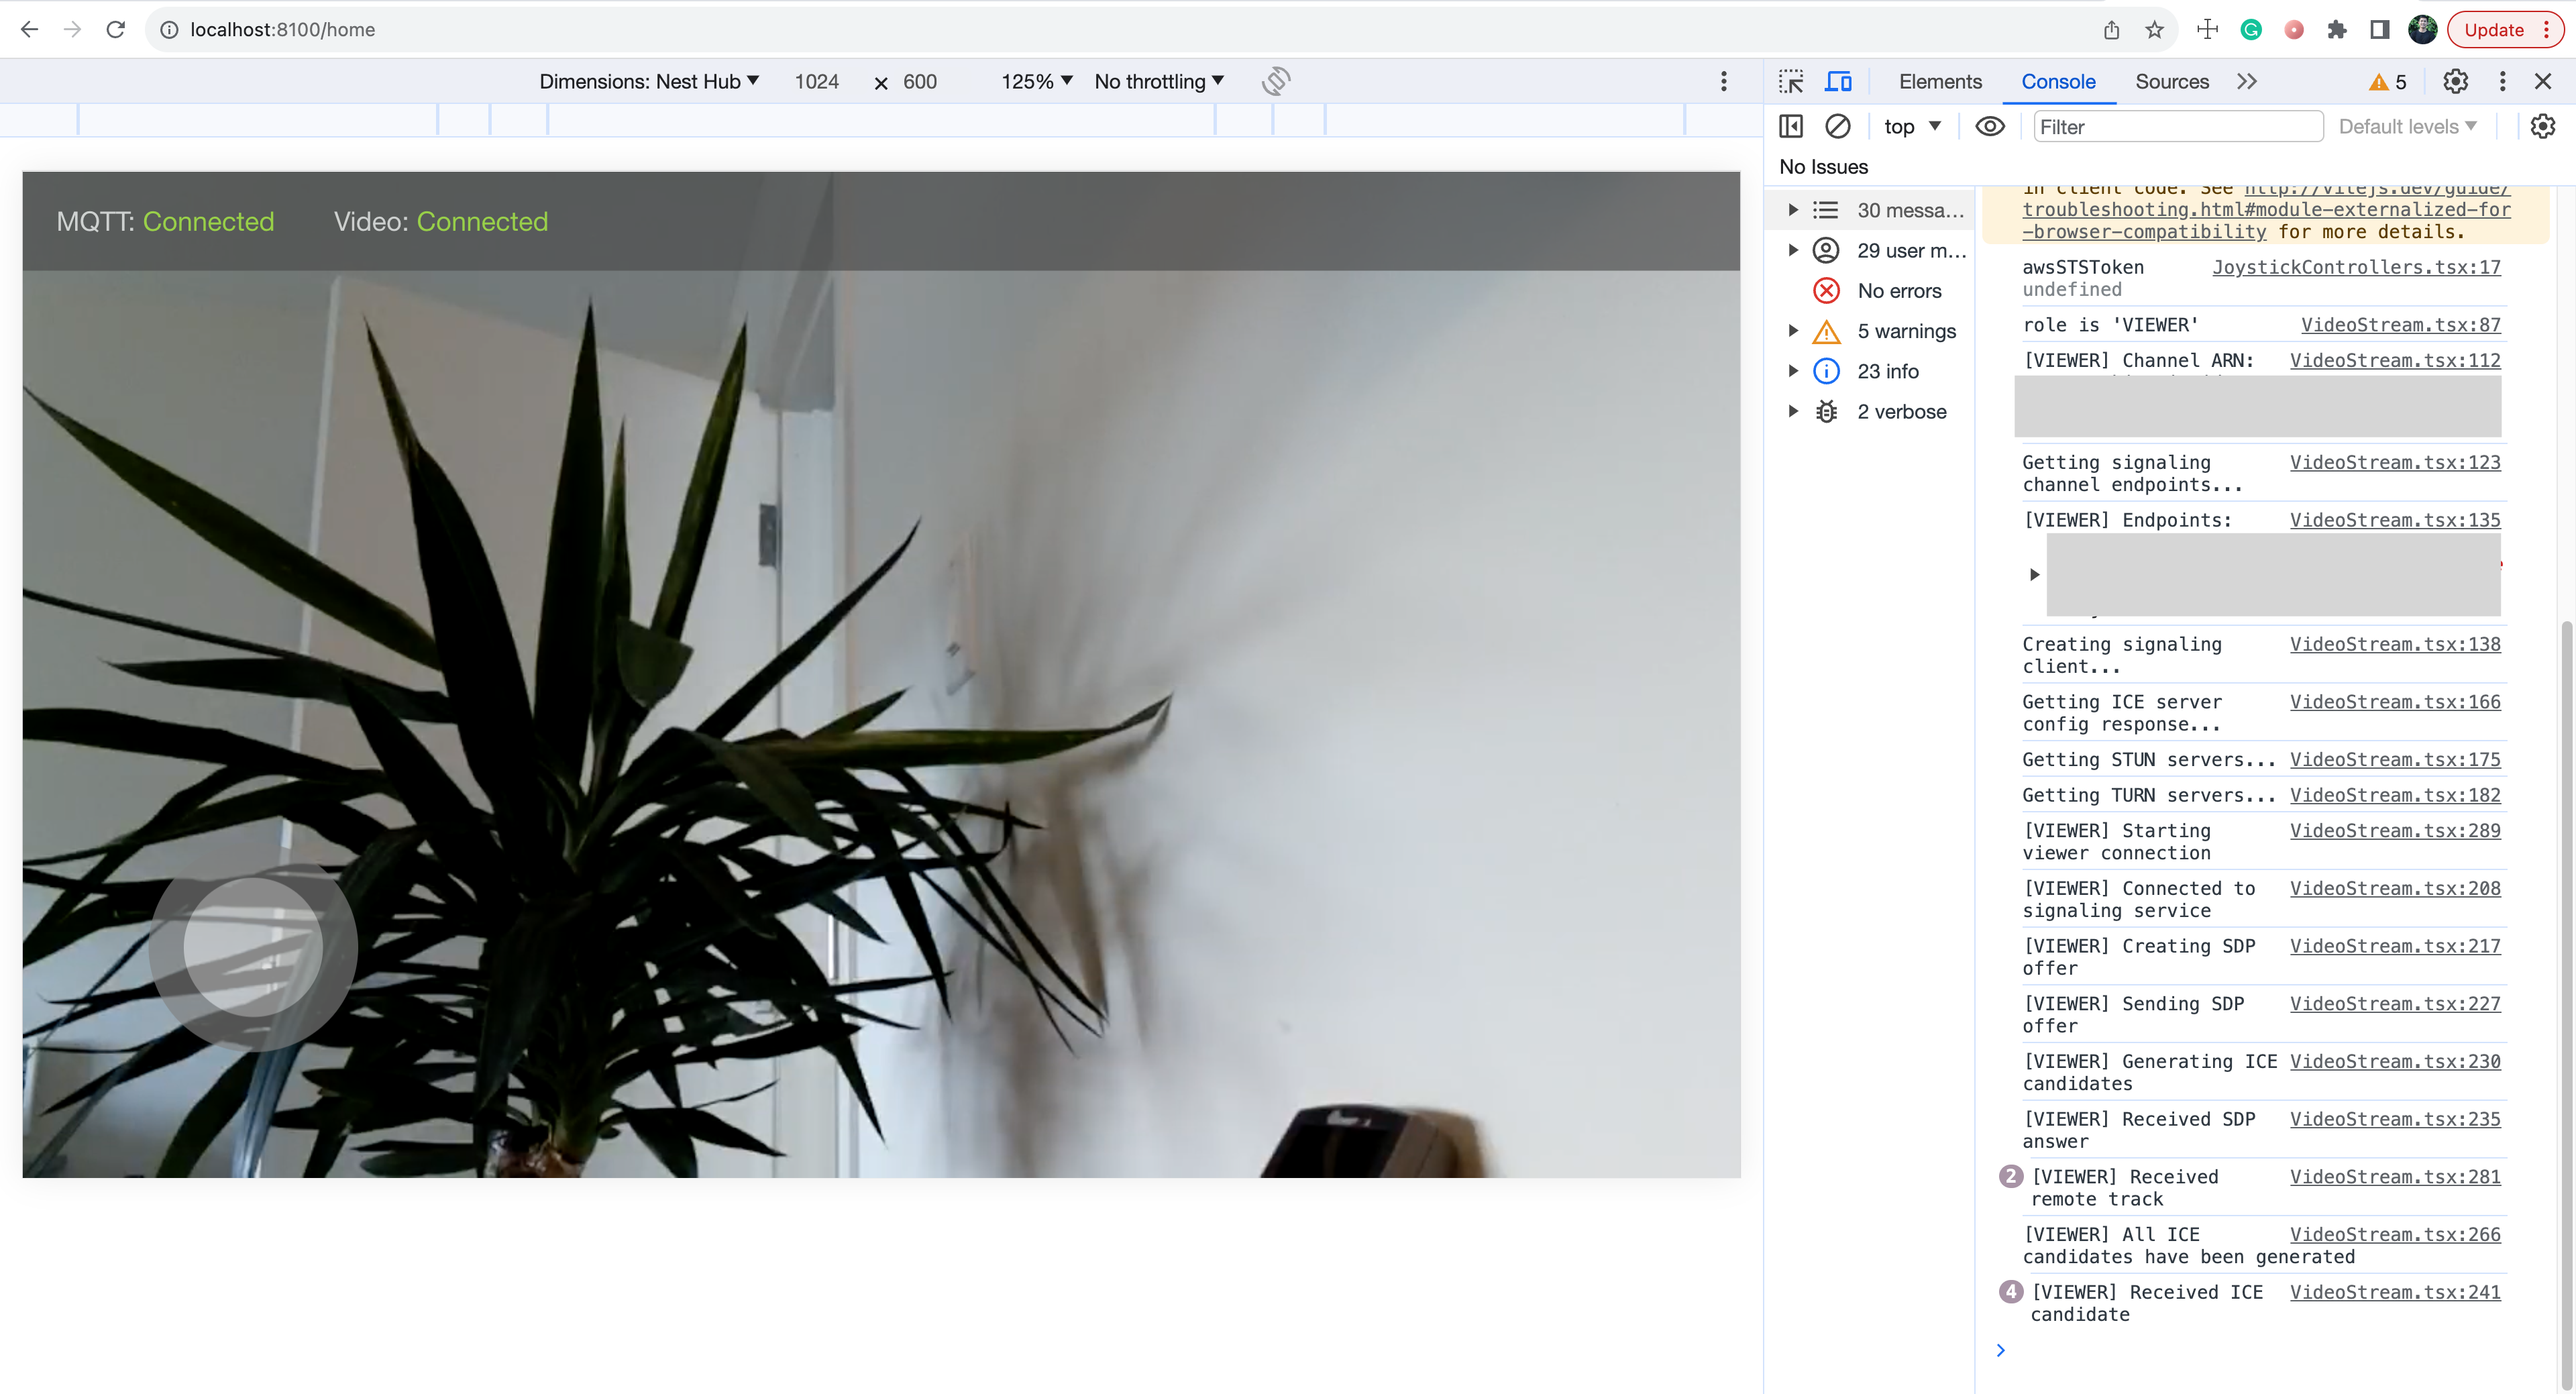 localhost:8100/home
Update
Dimensions: Nest Hub
1024 × 600
125%
No throttling
Elements
Console
Sources
5
top
Filter
Default levels
No Issues
MQTT: Connected
Video: Connected
30 messa…
29 user m…
No errors
5 warnings
23 info
2 verbose
in client code. See http://vitejs.dev/guide/
troubleshooting.html#module-externalized-for
-browser-compatibility for more details.
awsSTSToken JoystickControllers.tsx:17
undefined
role is 'VIEWER' VideoStream.tsx:87
[VIEWER] Channel ARN: VideoStream.tsx:112
Getting signaling VideoStream.tsx:123
channel endpoints...
[VIEWER] Endpoints: VideoStream.tsx:135
Creating signaling VideoStream.tsx:138
client...
Getting ICE server VideoStream.tsx:166
config response...
Getting STUN servers... VideoStream.tsx:175
Getting TURN servers... VideoStream.tsx:182
[VIEWER] Starting VideoStream.tsx:289
viewer connection
[VIEWER] Connected to VideoStream.tsx:208
signaling service
[VIEWER] Creating SDP VideoStream.tsx:217
offer
[VIEWER] Sending SDP VideoStream.tsx:227
offer
[VIEWER] Generating ICE VideoStream.tsx:230
candidates
[VIEWER] Received SDP VideoStream.tsx:235
answer
2 [VIEWER] Received VideoStream.tsx:281
remote track
[VIEWER] All ICE VideoStream.tsx:266
candidates have been generated
4 [VIEWER] Received ICE VideoStream.tsx:241
candidate